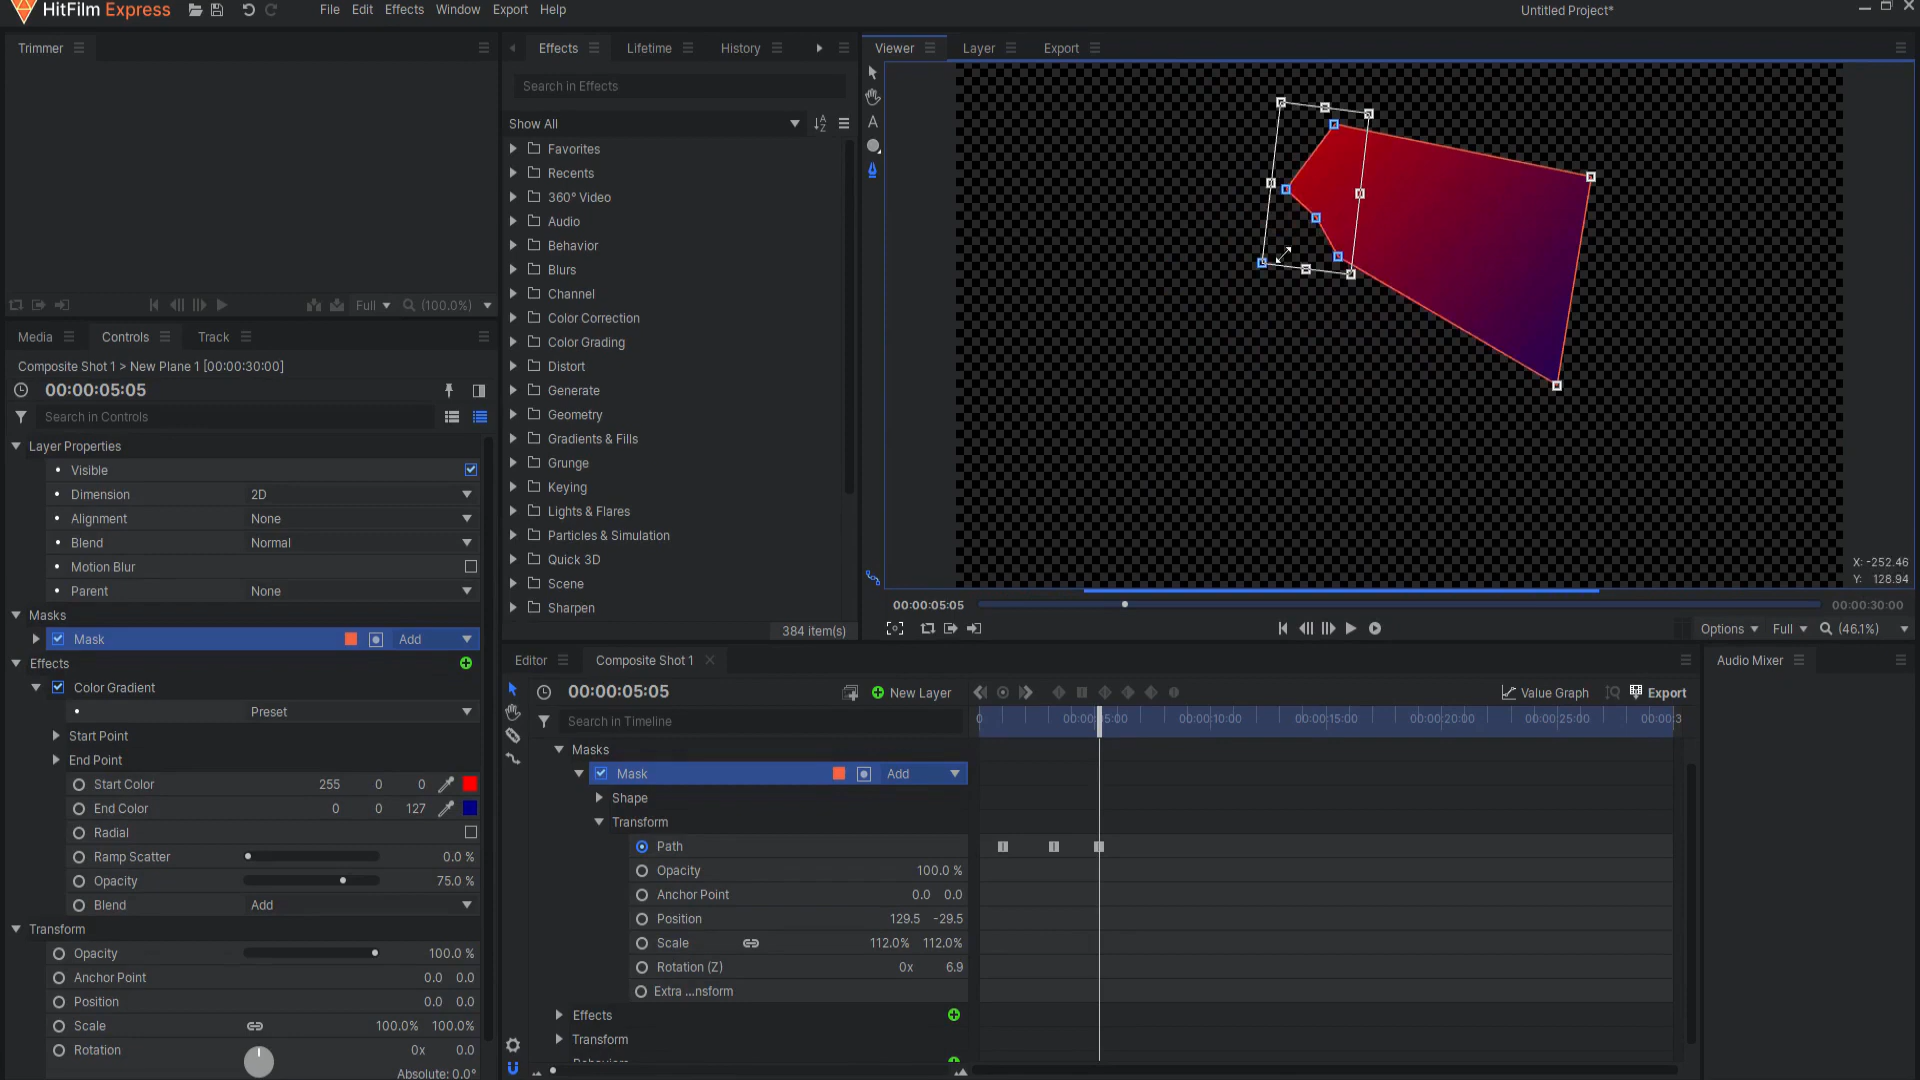 HitFilm Express
File Edit Effects Window Export Help
Untitled Project*
Trimmer
Full (100.0%)
Media Controls Track
Composite Shot 1 > New Plane 1 [00:00:30:00]
00:00:05:05
Search in Controls
Layer Properties
Visible
Dimension 2D
Alignment None
Blend Normal
Motion Blur
Parent None
Masks
Mask Add
Effects
Color Gradient
Preset
Start Point
End Point
Start Color 255 0 0
End Color 0 0 127
Radial
Ramp Scatter 0.0 %
Opacity 75.0 %
Blend Add
Transform
Opacity 100.0 %
Anchor Point 0.0 0.0
Position 0.0 0.0
Scale 100.0% 100.0%
Rotation 0x 0.0
Absolute: 0.0°
Effects Lifetime History
Search in Effects
Show All
Favorites
Recents
360° Video
Audio
Behavior
Blurs
Channel
Color Correction
Color Grading
Distort
Generate
Geometry
Gradients & Fills
Grunge
Keying
Lights & Flares
Particles & Simulation
Quick 3D
Scene
Sharpen
384 item(s)
Viewer Layer Export
A
X: -252.46
Y: 128.94
00:00:05:05 00:00:30:00
Options Full (46.1%)
Editor Composite Shot 1
00:00:05:05 New Layer Value Graph Export
Search in Timeline
0 00:00:05:00 00:00:10:00 00:00:15:00 00:00:20:00 00:00:25:00 00:00:3
Masks
Mask Add
Shape
Transform
Path
Opacity 100.0 %
Anchor Point 0.0 0.0
Position 129.5 -29.5
Scale 112.0% 112.0%
Rotation (Z) 0x 6.9
Extra ...nsform
Effects
Transform
Audio Mixer